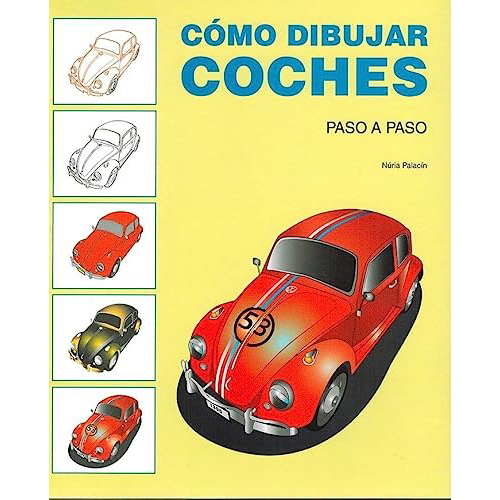 CÓMO DIBUJAR
COCHES
PASO A PASO
Núria Palacín
53